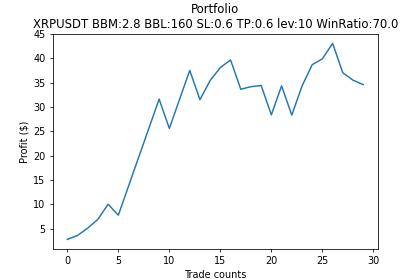 Portfolio
XRPUSDT BBM:2.8 BBL:160 SL:0.6 TP:0.6 lev:10 WinRatio:70.0
45
40
35
30
25
20
15
10
5
Profit ($)
0 5 10 15 20 25 30
Trade counts